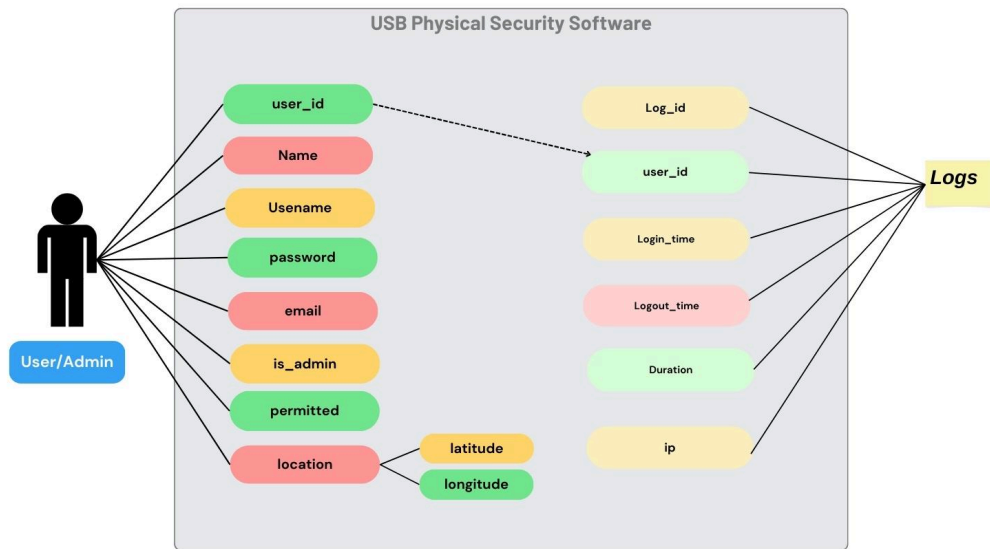 USB Physical Security Software
user_id
Name
Usename
password
email
is_admin
permitted
location
latitude
longitude
User/Admin
Log_id
user_id
Login_time
Logout_time
Duration
ip
Logs